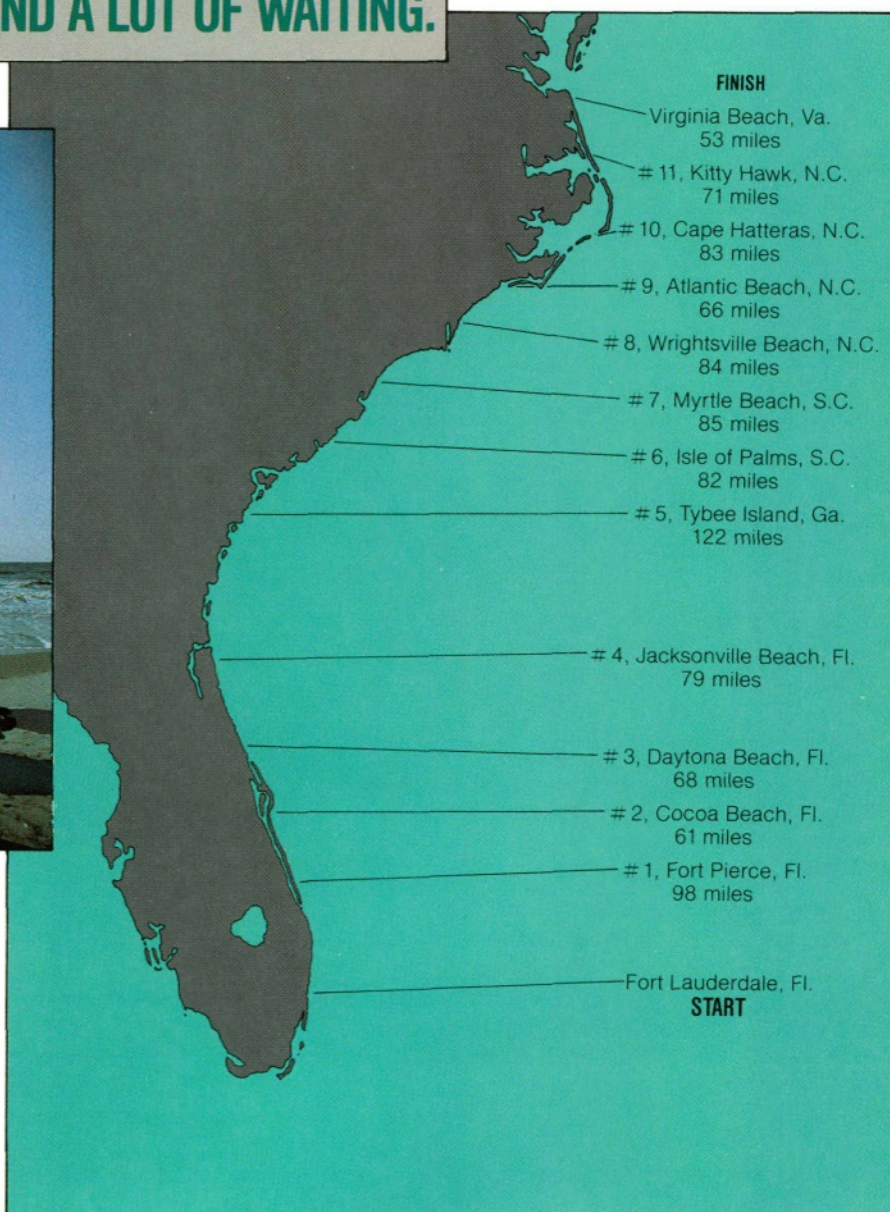 ND A LOT OF WAITING.
FINISH
Virginia Beach, Va.
53 miles
#11, Kitty Hawk, N.C.
71 miles
#10, Cape Hatteras, N.C.
83 miles
#9, Atlantic Beach, N.C.
66 miles
#8, Wrightsville Beach, N.C.
84 miles
#7, Myrtle Beach, S.C.
85 miles
#6, Isle of Palms, S.C.
82 miles
#5, Tybee Island, Ga.
122 miles
#4, Jacksonville Beach, Fl.
79 miles
#3, Daytona Beach, Fl.
68 miles
#2, Cocoa Beach, Fl.
61 miles
#1, Fort Pierce, Fl.
98 miles
Fort Lauderdale, Fl.
START